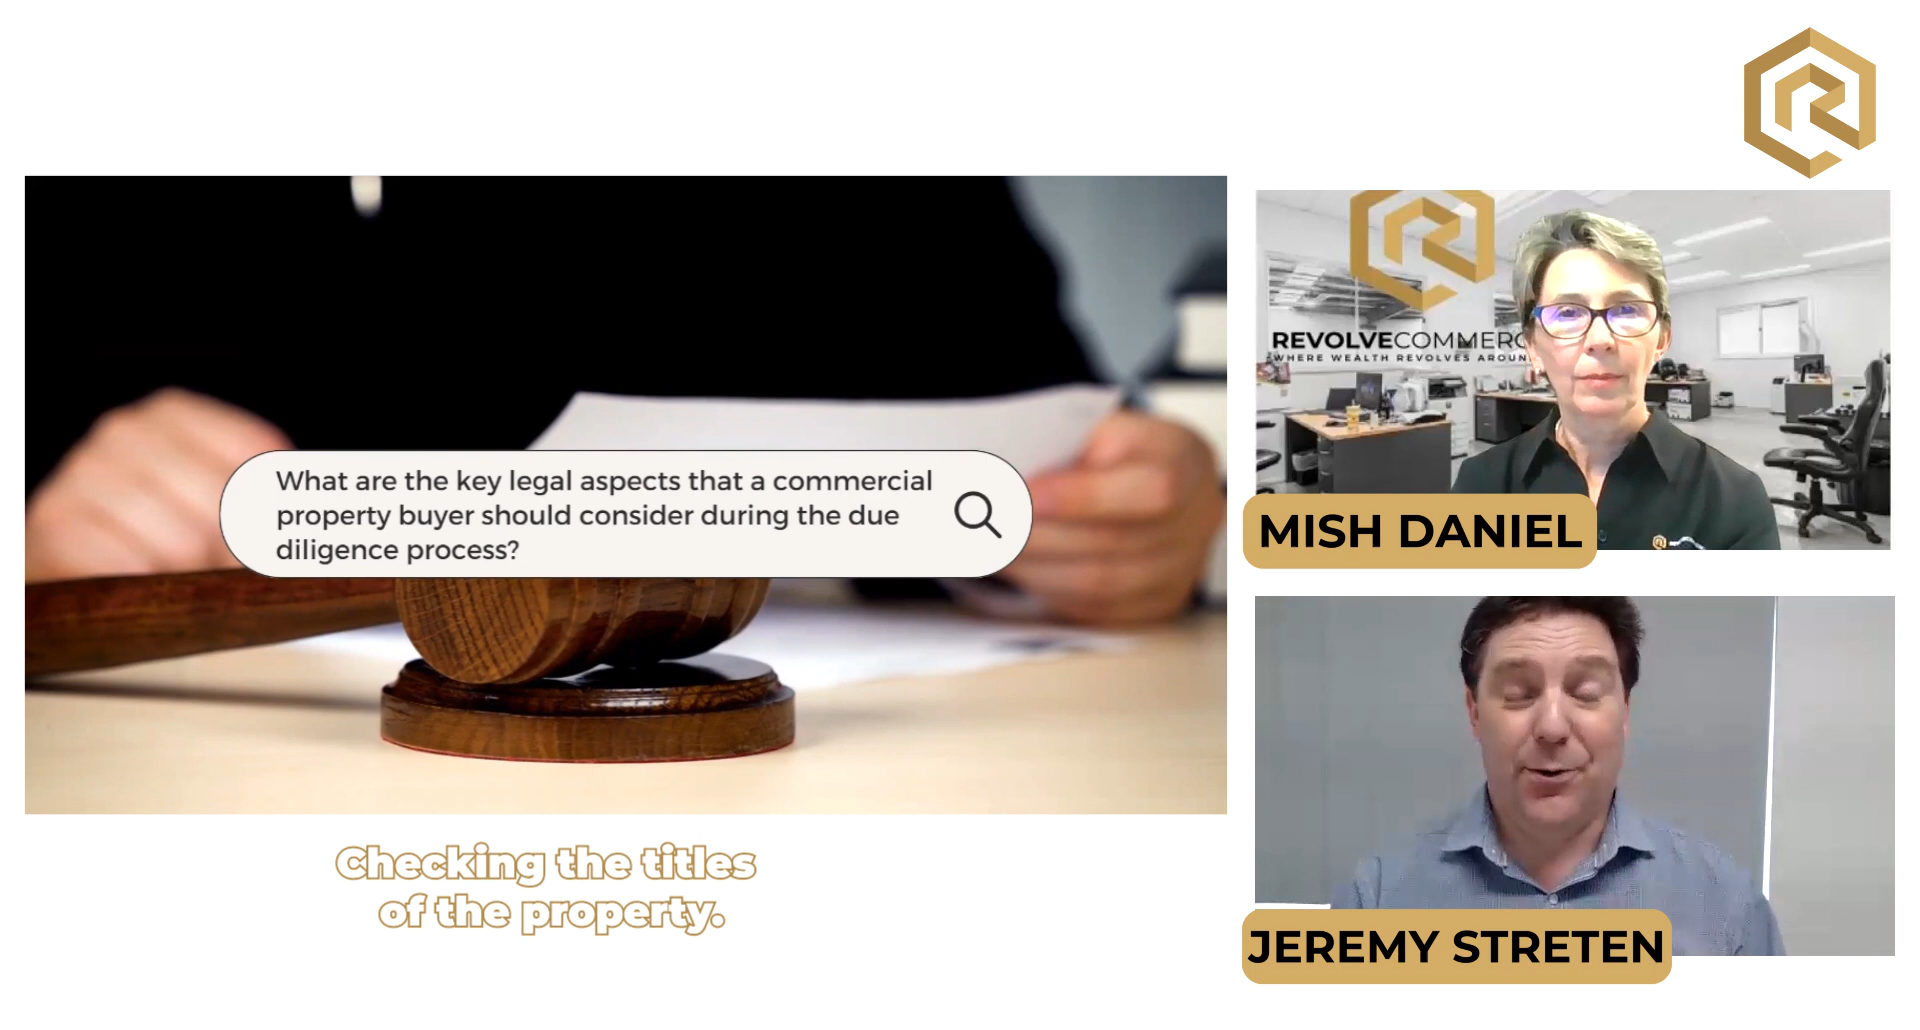 What are the key legal aspects that a commercial
property buyer should consider during the due
diligence process?
Checking the titles
of the property.
REVOLVECOMMERC
WHERE WEALTH REVOLVES AROUN
MISH DANIEL
JEREMY STRETEN